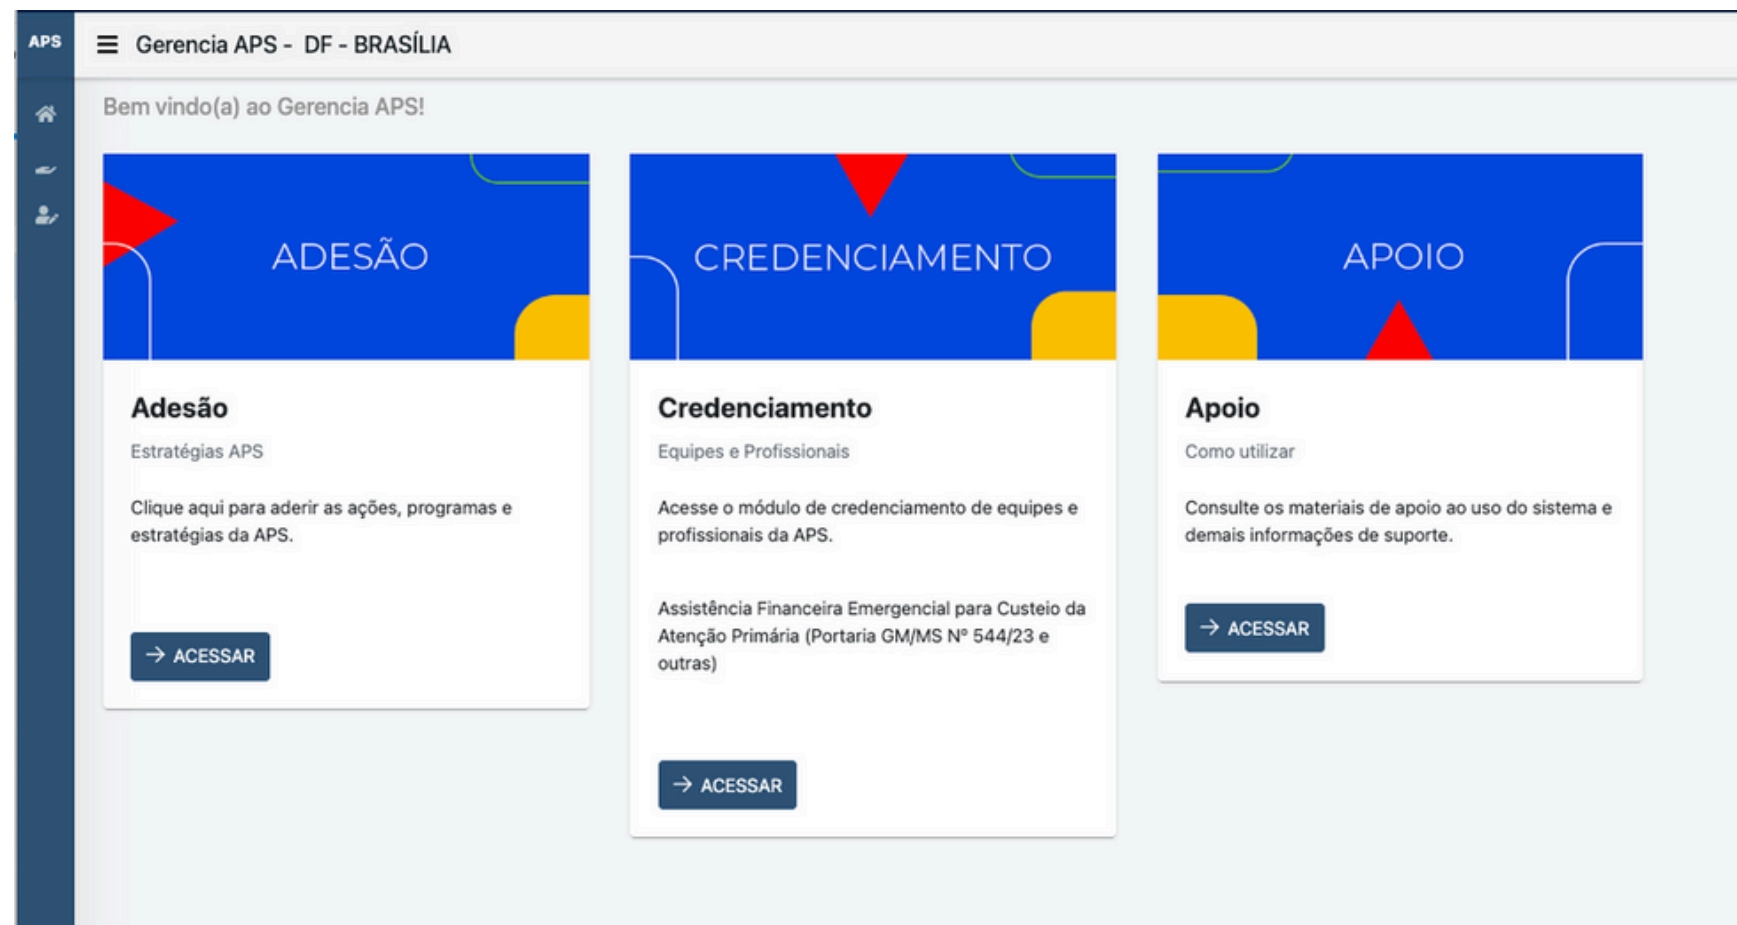 APS
Gerencia APS - DF - BRASÍLIA
Bem vindo(a) ao Gerencia APS!
ADESÃO
Adesão
Estratégias APS
Clique aqui para aderir as ações, programas e
estratégias da APS.
→ ACESSAR
CREDENCIAMENTO
Credenciamento
Equipes e Profissionais
Acesse o módulo de credenciamento de equipes e
profissionais da APS.
Assistência Financeira Emergencial para Custeio da
Atenção Primária (Portaria GM/MS Nº 544/23 e
outras)
→ ACESSAR
APOIO
Apoio
Como utilizar
Consulte os materiais de apoio ao uso do sistema e
demais informações de suporte.
→ ACESSAR